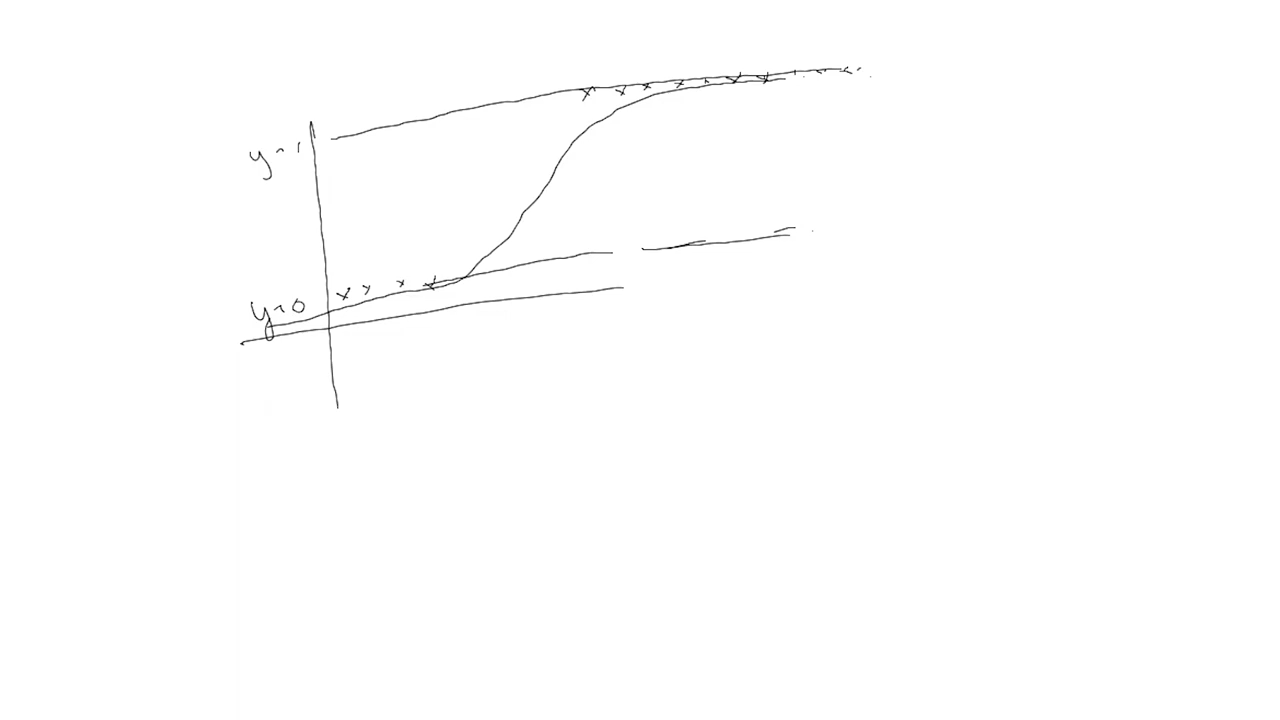 y = 1
y = 0